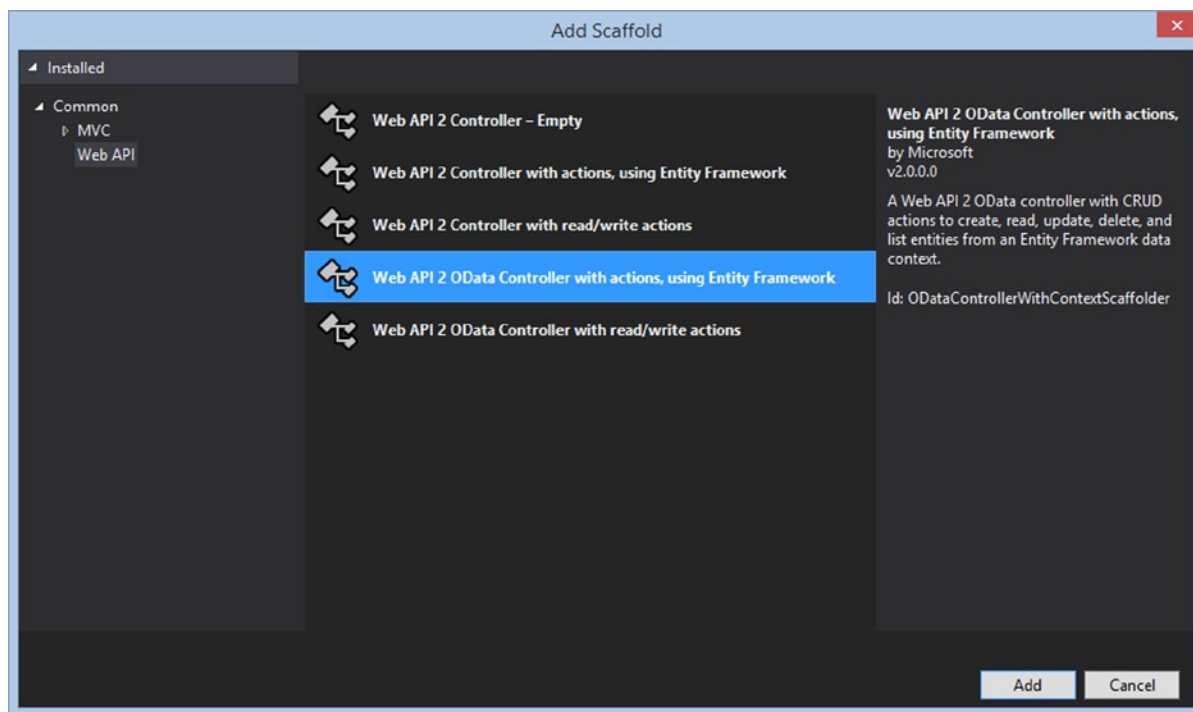 Add Scaffold
Installed
Common
MVC
Web API
Web API 2 Controller – Empty
Web API 2 Controller with actions, using Entity Framework
Web API 2 Controller with read/write actions
Web API 2 OData Controller with actions, using Entity Framework
Web API 2 OData Controller with read/write actions
Web API 2 OData Controller with actions,
using Entity Framework
by Microsoft
v2.0.0.0
A Web API 2 OData controller with CRUD
actions to create, read, update, delete, and
list entities from an Entity Framework data
context.
Id: ODataControllerWithContextScaffolder
Add
Cancel